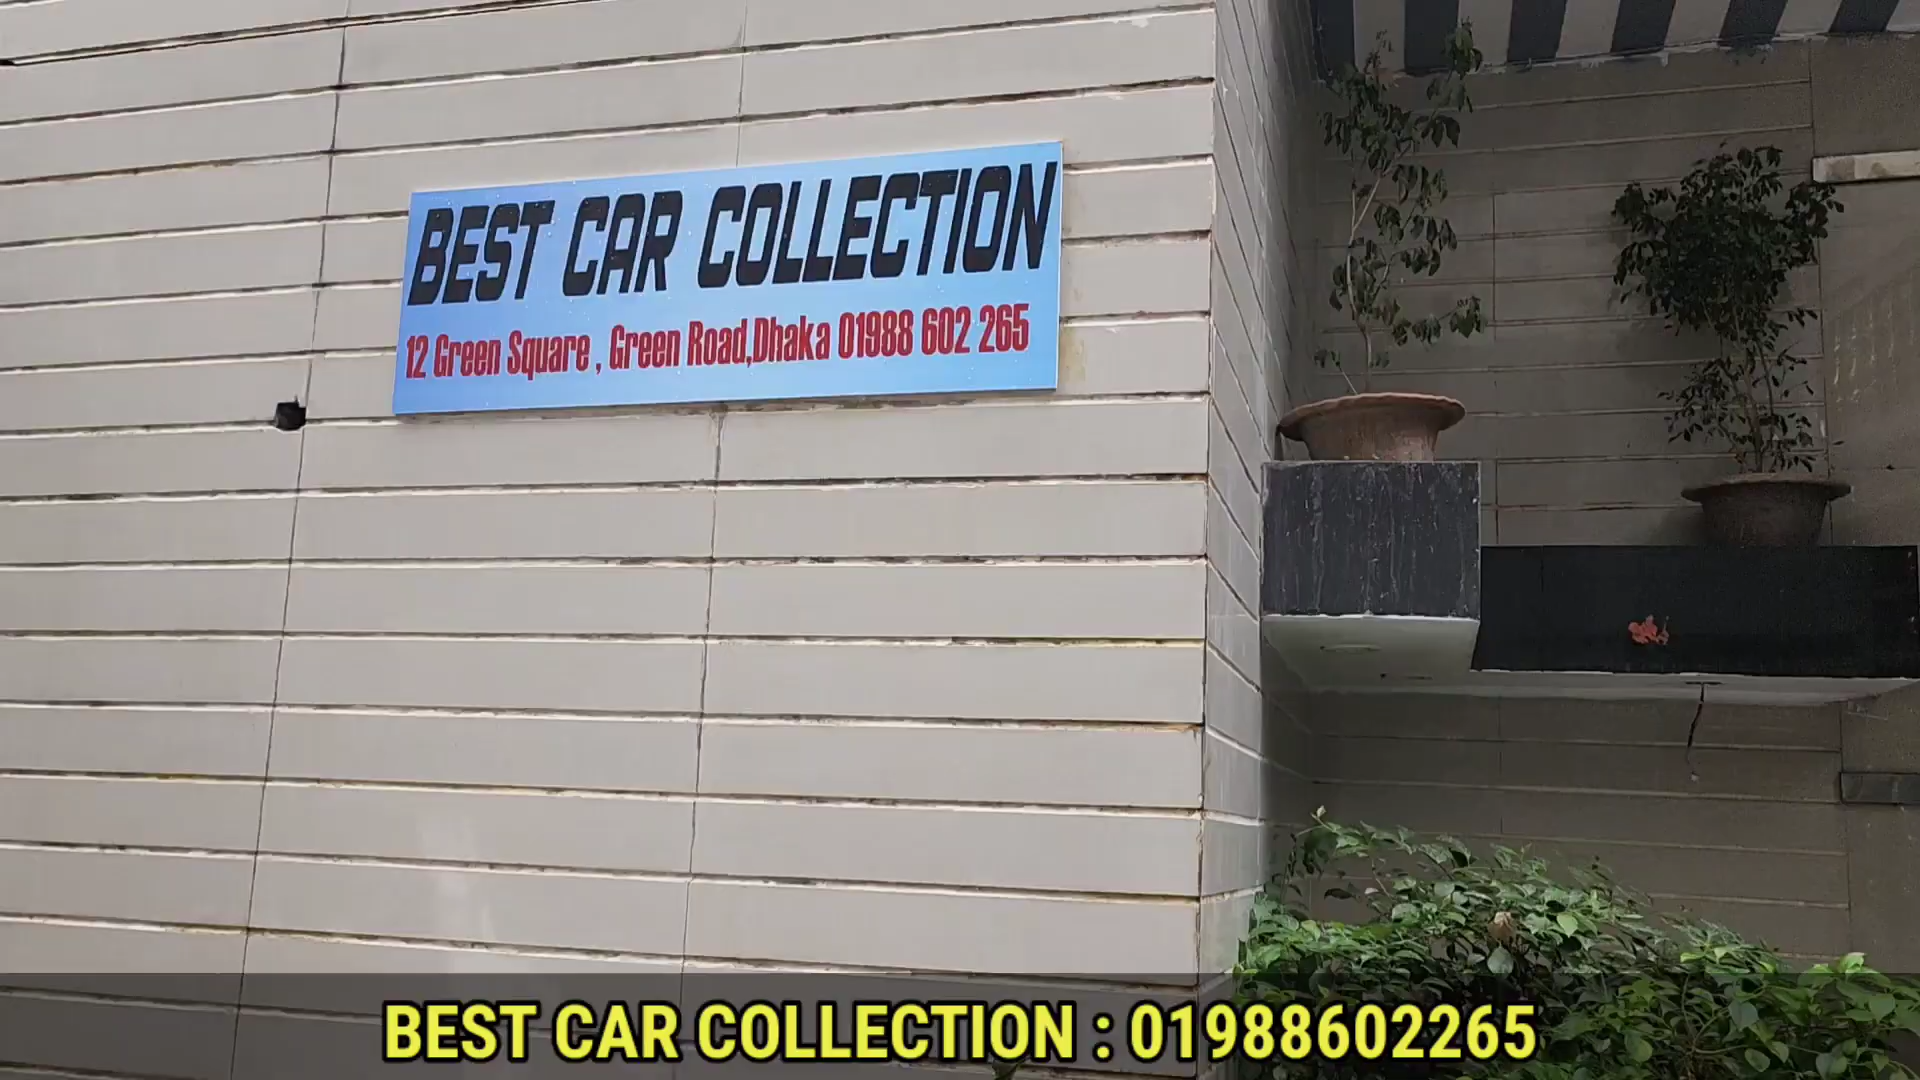 BEST CAR COLLECTION
12 Green Square , Green Road,Dhaka 01988 602 265
BEST CAR COLLECTION : 01988602265